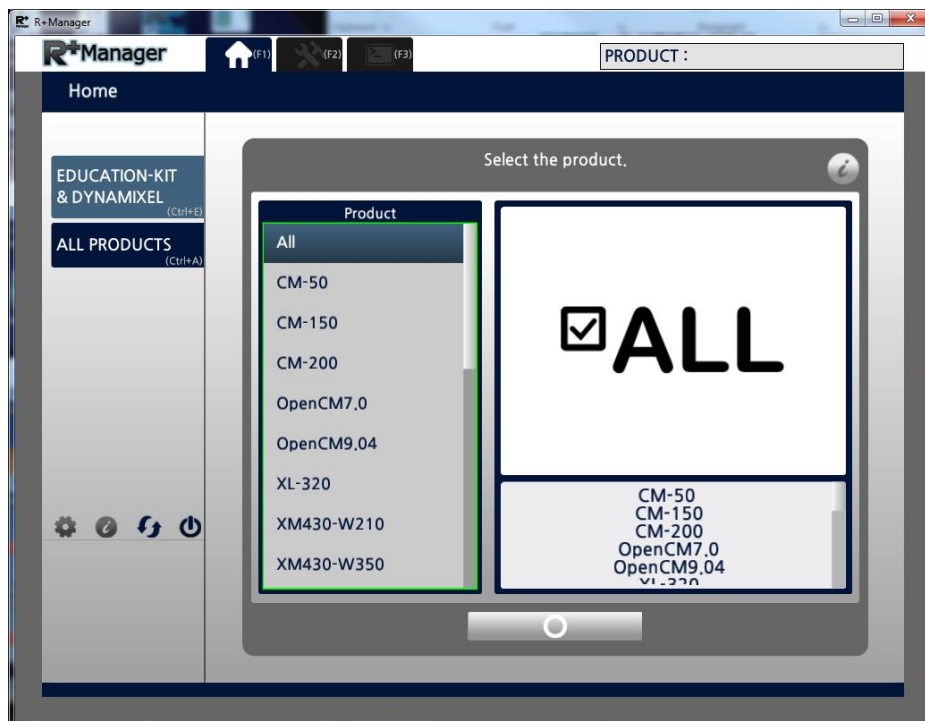 R+Manager
R+Manager
(F1)
(F2)
(F3)
PRODUCT :
Home
EDUCATION-KIT
& DYNAMIXEL
(Ctrl+E)
ALL PRODUCTS
(Ctrl+A)
Select the product.
i
Product
All
CM-50
CM-150
CM-200
OpenCM7.0
OpenCM9.04
XL-320
XM430-W210
XM430-W350
ALL
CM-50
CM-150
CM-200
OpenCM7.0
OpenCM9.04
XL-320